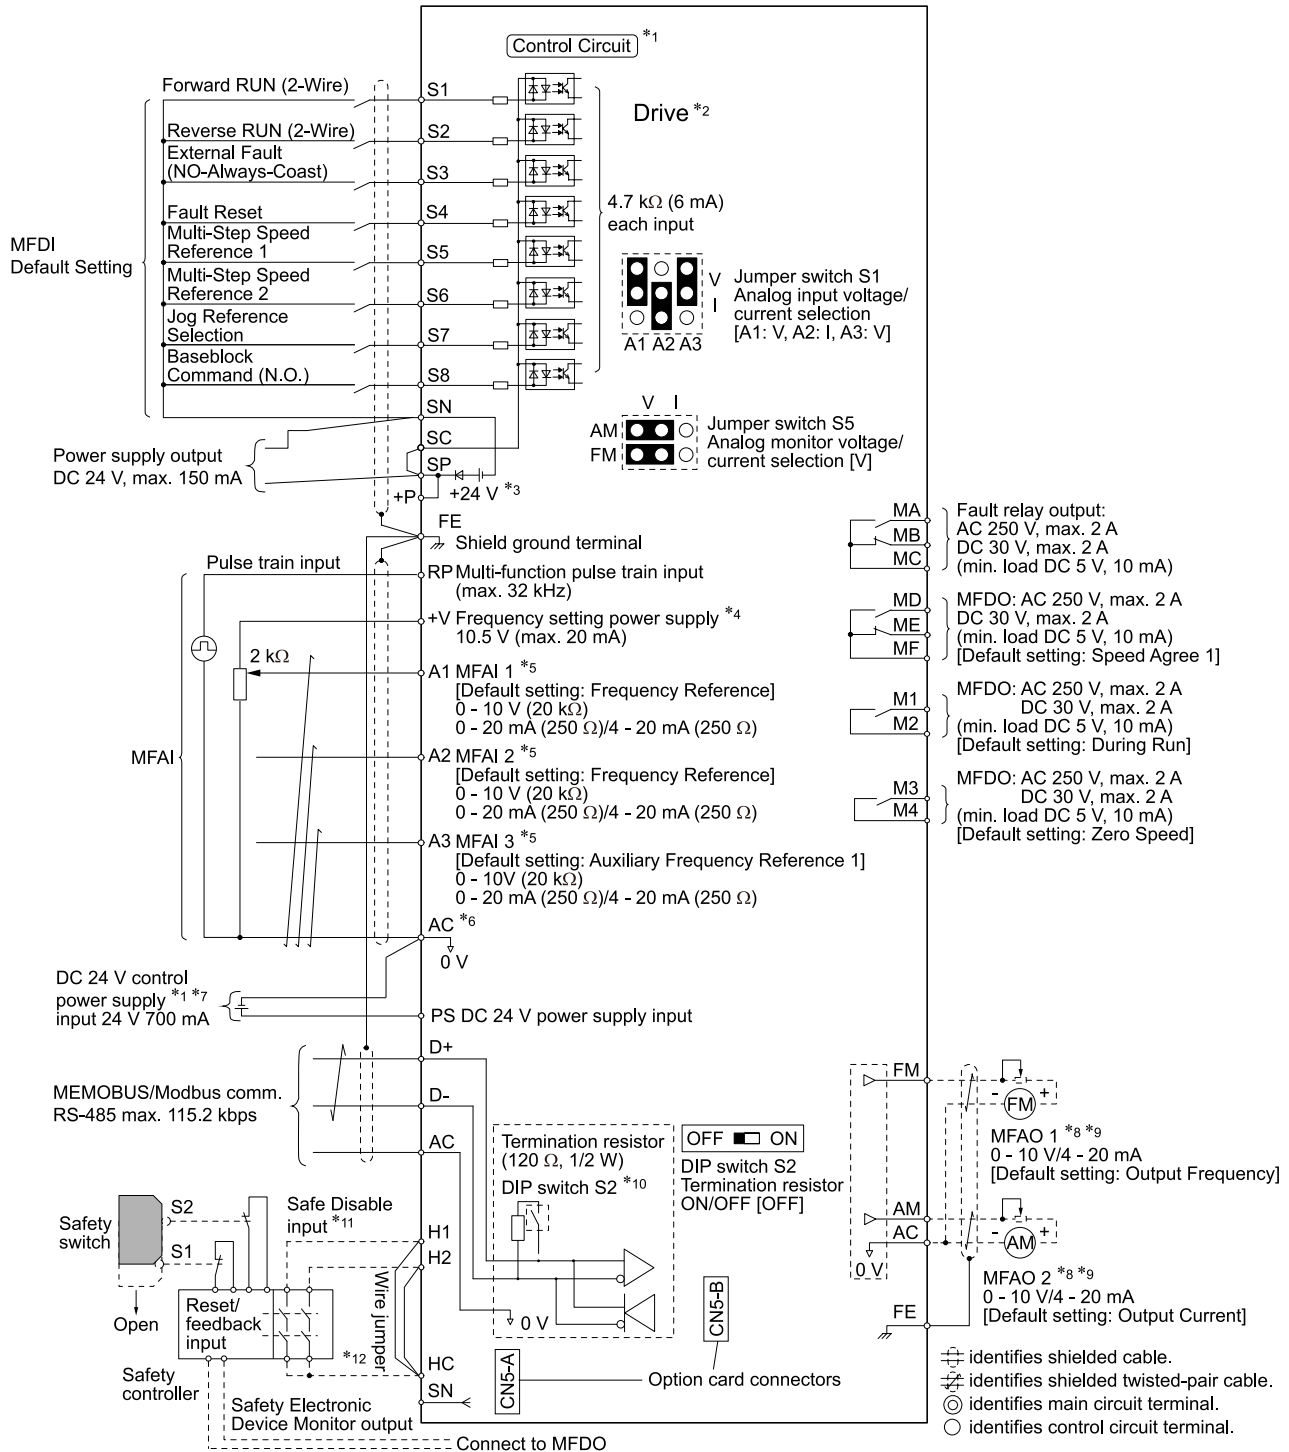 Control Circuit *1
Drive *2
MFDI
Default Setting
Forward RUN (2-Wire)
S1
Reverse RUN (2-Wire)
S2
External Fault
(NO-Always-Coast)
S3
Fault Reset
S4
Multi-Step Speed
Reference 1
S5
Multi-Step Speed
Reference 2
S6
Jog Reference
Selection
S7
Baseblock
Command (N.O.)
S8
SN
SC
SP
+P
+24 V *3
Power supply output
DC 24 V, max. 150 mA
4.7 kΩ (6 mA)
each input
V
I
A1 A2 A3
Jumper switch S1
Analog input voltage/
current selection
[A1: V, A2: I, A3: V]
V I
AM
FM
Jumper switch S5
Analog monitor voltage/
current selection [V]
FE
Shield ground terminal
MFAI
Pulse train input
RP Multi-function pulse train input
(max. 32 kHz)
+V Frequency setting power supply *4
10.5 V (max. 20 mA)
2 kΩ
A1 MFAI 1 *5
[Default setting: Frequency Reference]
0 - 10 V (20 kΩ)
0 - 20 mA (250 Ω)/4 - 20 mA (250 Ω)
A2 MFAI 2 *5
[Default setting: Frequency Reference]
0 - 10 V (20 kΩ)
0 - 20 mA (250 Ω)/4 - 20 mA (250 Ω)
A3 MFAI 3 *5
[Default setting: Auxiliary Frequency Reference 1]
0 - 10V (20 kΩ)
0 - 20 mA (250 Ω)/4 - 20 mA (250 Ω)
AC *6
0 V
DC 24 V control
power supply *1 *7
input 24 V 700 mA
PS DC 24 V power supply input
MEMOBUS/Modbus comm.
RS-485 max. 115.2 kbps
D+
D-
AC
Termination resistor
(120 Ω, 1/2 W)
DIP switch S2 *10
0 V
OFF ON
DIP switch S2
Termination resistor
ON/OFF [OFF]
Safety
switch
S2
S1
Open
Reset/
feedback
input
Safety
controller
Safe Disable
input *11
*12
Wire jumper
H1
H2
HC
SN
Safety Electronic
Device Monitor output
Connect to MFDO
CN5-A
CN5-B
Option card connectors
MA
MB
MC
Fault relay output:
AC 250 V, max. 2 A
DC 30 V, max. 2 A
(min. load DC 5 V, 10 mA)
MD
ME
MF
MFDO: AC 250 V, max. 2 A
DC 30 V, max. 2 A
(min. load DC 5 V, 10 mA)
[Default setting: Speed Agree 1]
M1
M2
MFDO: AC 250 V, max. 2 A
DC 30 V, max. 2 A
(min. load DC 5 V, 10 mA)
[Default setting: During Run]
M3
M4
MFDO: AC 250 V, max. 2 A
DC 30 V, max. 2 A
(min. load DC 5 V, 10 mA)
[Default setting: Zero Speed]
FM
- FM +
MFAO 1 *8 *9
0 - 10 V/4 - 20 mA
[Default setting: Output Frequency]
AM
AC
0 V
- AM +
MFAO 2 *8 *9
0 - 10 V/4 - 20 mA
[Default setting: Output Current]
FE
identifies shielded cable.
identifies shielded twisted-pair cable.
identifies main circuit terminal.
identifies control circuit terminal.